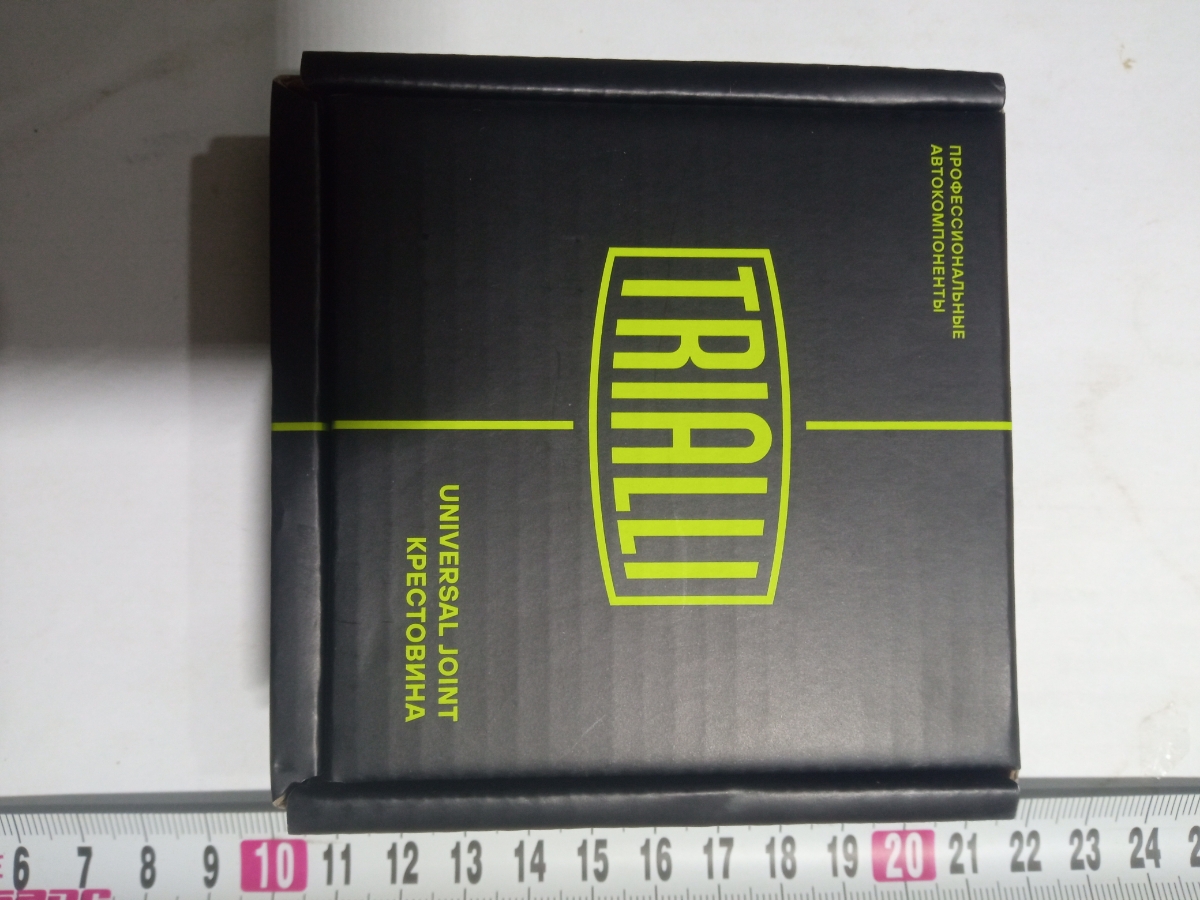 ПРОФЕССИОНАЛЬНЫЕ
АВТОКОМПОНЕНТЫ
TRIALLI
UNIVERSAL JOINT
КРЕСТОВИНА
6 7 8 9 10 11 12 13 14 15 16 17 18 19 20 21 22 23 24